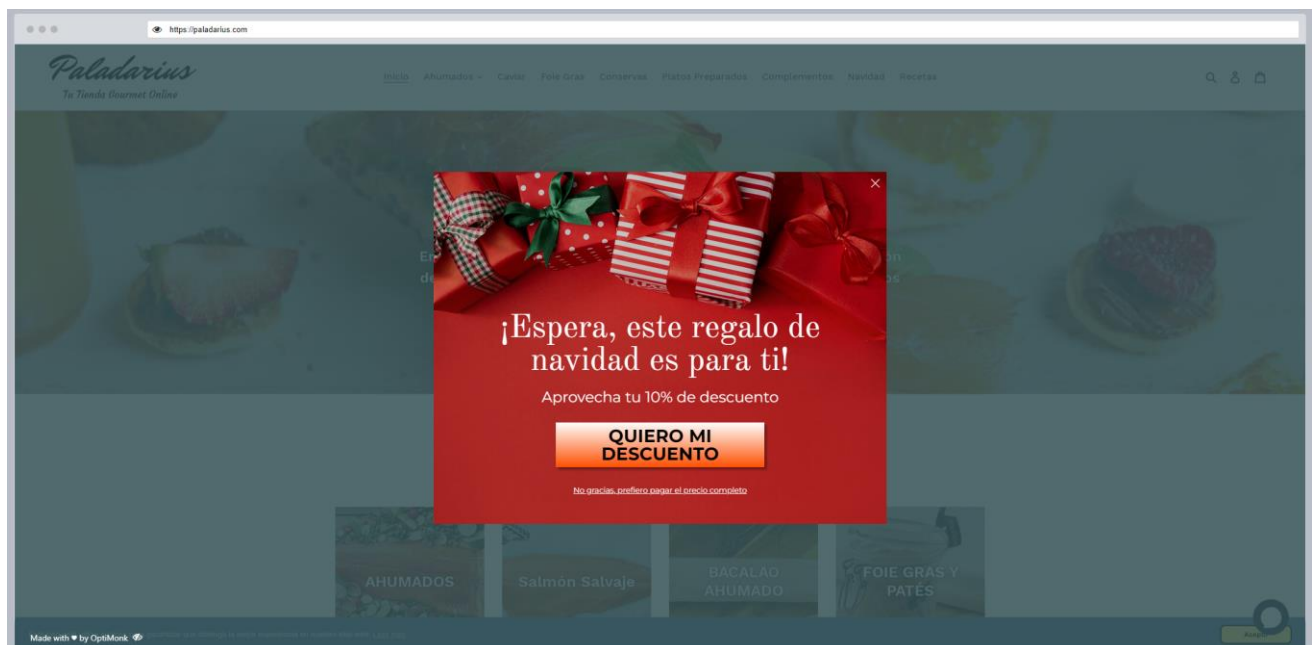 https://paladarius.com
Paladarius
Tu Tienda Gourmet Online
Inicio Ahumados Caviar Foie Gras Conservas Platos Preparados Complementos Navidad Recetas
¡Espera, este regalo de
navidad es para ti!
Aprovecha tu 10% de descuento
QUIERO MI
DESCUENTO
No gracias, prefiero pagar el precio completo
AHUMADOS
Salmón Salvaje
BACALAO
AHUMADO
FOIE GRAS Y
PATÉS
Made with ♥ by OptiMonk